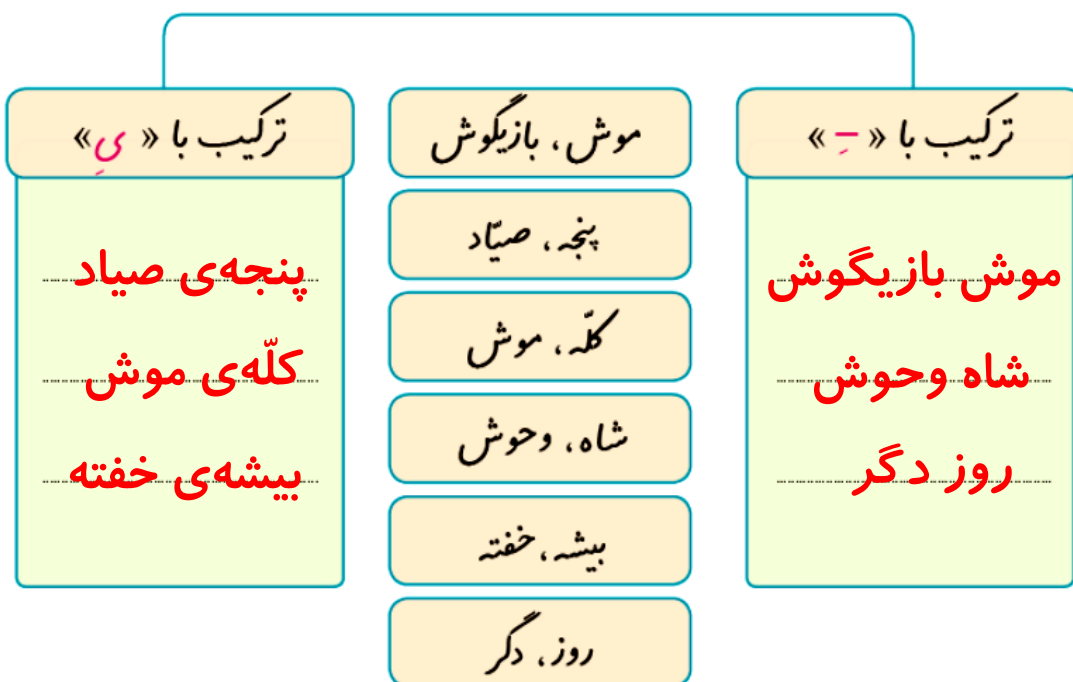 ترکیب با « ـِ »
موش بازیگوش
شاه وحوش
روز دگر
موش، بازیگوش
پنجه، صیّاد
کلّه، موش
شاه، وحوش
بیشه، خفته
روز، دگر
ترکیب با « یِ»
پنجه‌ی صیاد
کلّه‌ی موش
بیشه‌ی خفته